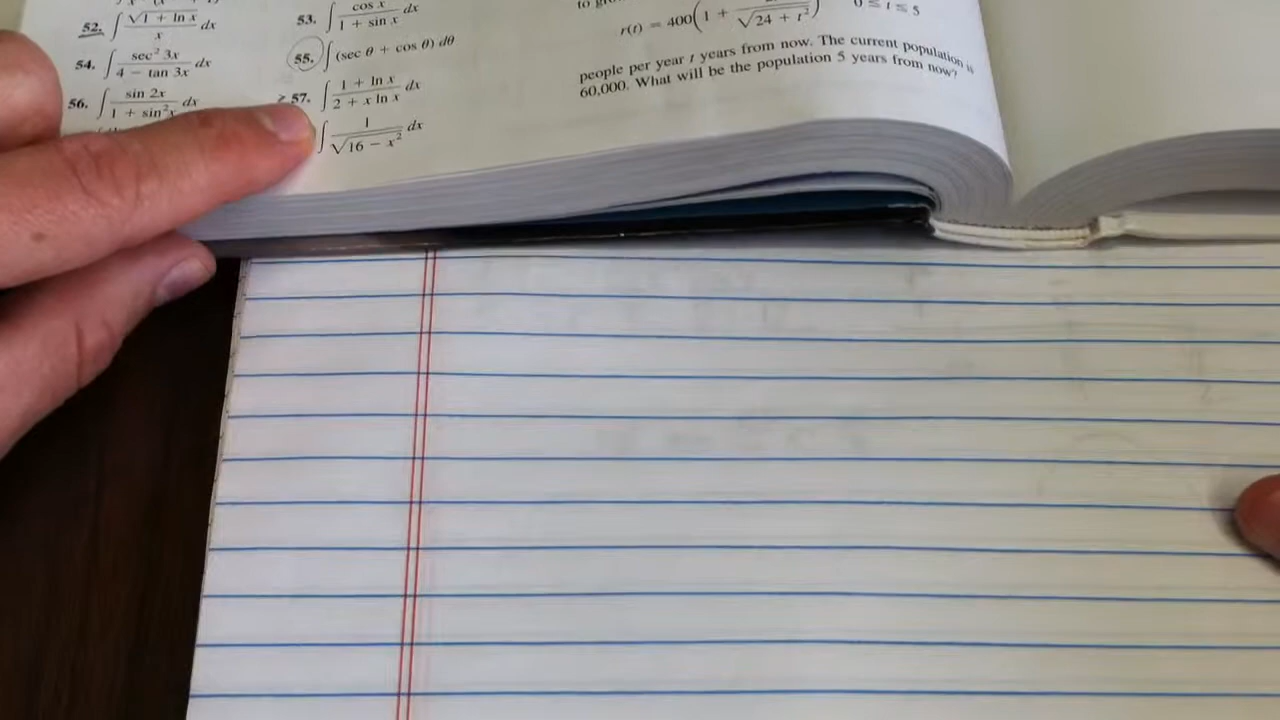 52. ∫ √(1 + ln x) / x dx
53. ∫ cos x / (1 + sin x) dx
54. ∫ sec² 3x / (4 − tan 3x) dx
55. ∫ (sec θ + cos θ) dθ
56. ∫ sin 2x / (1 + sin² x) dx
57. ∫ (1 + ln x) / (2 + x ln x) dx
∫ 1 / √(16 − x²) dx
r(t) = 400(1 + / √(24 + t²)) 0 ≤ t ≤ 5
people per year t years from now. The current population is
60,000. What will be the population 5 years from now?